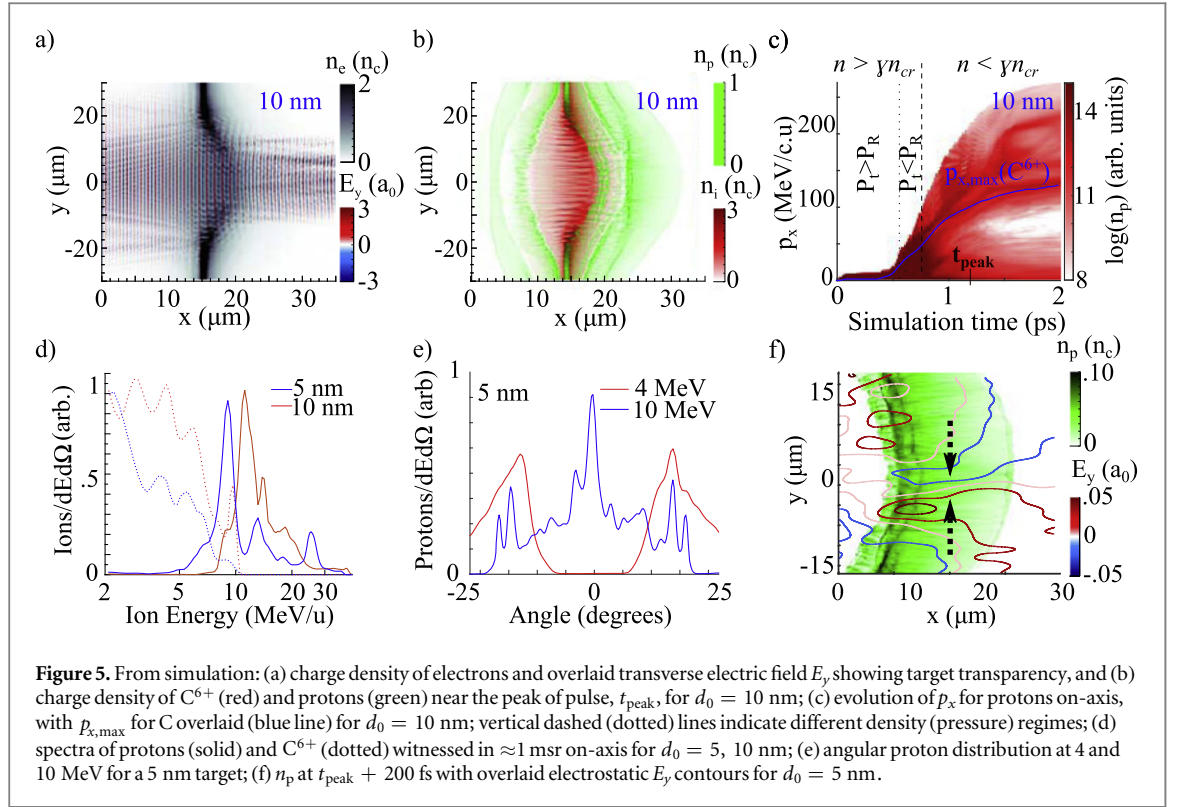 a)
n_e (n_c)
2
0
E_y (a_0)
3
0
-3
10 nm
20
0
-20
y (μm)
0 10 20 30
x (μm)
b)
n_p (n_c)
1
0
n_i (n_c)
3
0
10 nm
20
0
-20
y (μm)
0 10 20 30
x (μm)
c)
n > γn_cr n < γn_cr
10 nm
P_t>P_R
P_t<P_R
p_x,max(C^6+)
t_peak
200
100
0
p_x (MeV/c.u)
0 1 2
Simulation time (ps)
14
11
8
log(n_p) (arb. units)
d)
5 nm
10 nm
1
.5
0
Ions/dEdΩ (arb.)
2 5 10 20 30
Ion Energy (MeV/u)
e)
5 nm
4 MeV
10 MeV
1
0
Protons/dEdΩ (arb)
-25 0 25
Angle (degrees)
f)
n_p (n_c)
.10
0
E_y (a_0)
.05
0
-.05
15
0
-15
y (μm)
0 10 20 30
x (μm)
Figure 5. From simulation: (a) charge density of electrons and overlaid transverse electric field E_y showing target transparency, and (b)
charge density of C^6+ (red) and protons (green) near the peak of pulse, t_peak, for d_0 = 10 nm; (c) evolution of p_x for protons on-axis,
with p_x,max for C overlaid (blue line) for d_0 = 10 nm; vertical dashed (dotted) lines indicate different density (pressure) regimes; (d)
spectra of protons (solid) and C^6+ (dotted) witnessed in ≈1 msr on-axis for d_0 = 5, 10 nm; (e) angular proton distribution at 4 and
10 MeV for a 5 nm target; (f) n_p at t_peak + 200 fs with overlaid electrostatic E_y contours for d_0 = 5 nm.